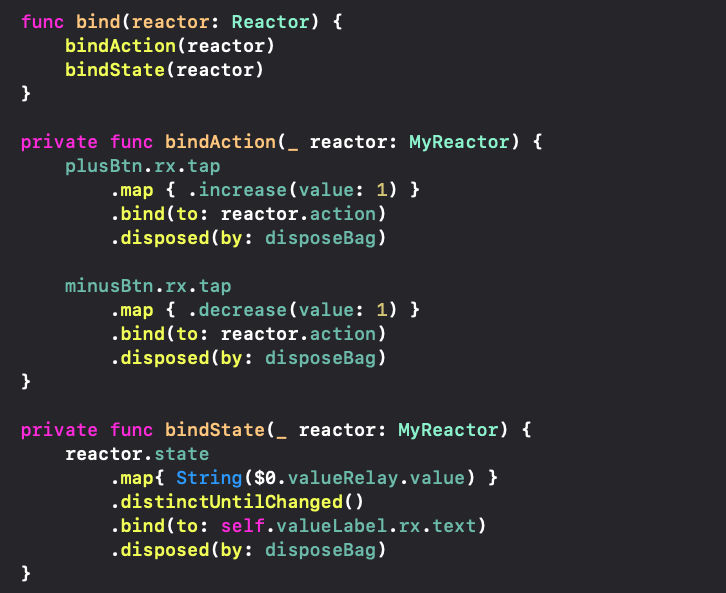 func bind(reactor: Reactor) {
    bindAction(reactor)
    bindState(reactor)
}

private func bindAction(_ reactor: MyReactor) {
    plusBtn.rx.tap
        .map { .increase(value: 1) }
        .bind(to: reactor.action)
        .disposed(by: disposeBag)

    minusBtn.rx.tap
        .map { .decrease(value: 1) }
        .bind(to: reactor.action)
        .disposed(by: disposeBag)
}

private func bindState(_ reactor: MyReactor) {
    reactor.state
        .map{ String($0.valueRelay.value) }
        .distinctUntilChanged()
        .bind(to: self.valueLabel.rx.text)
        .disposed(by: disposeBag)
}